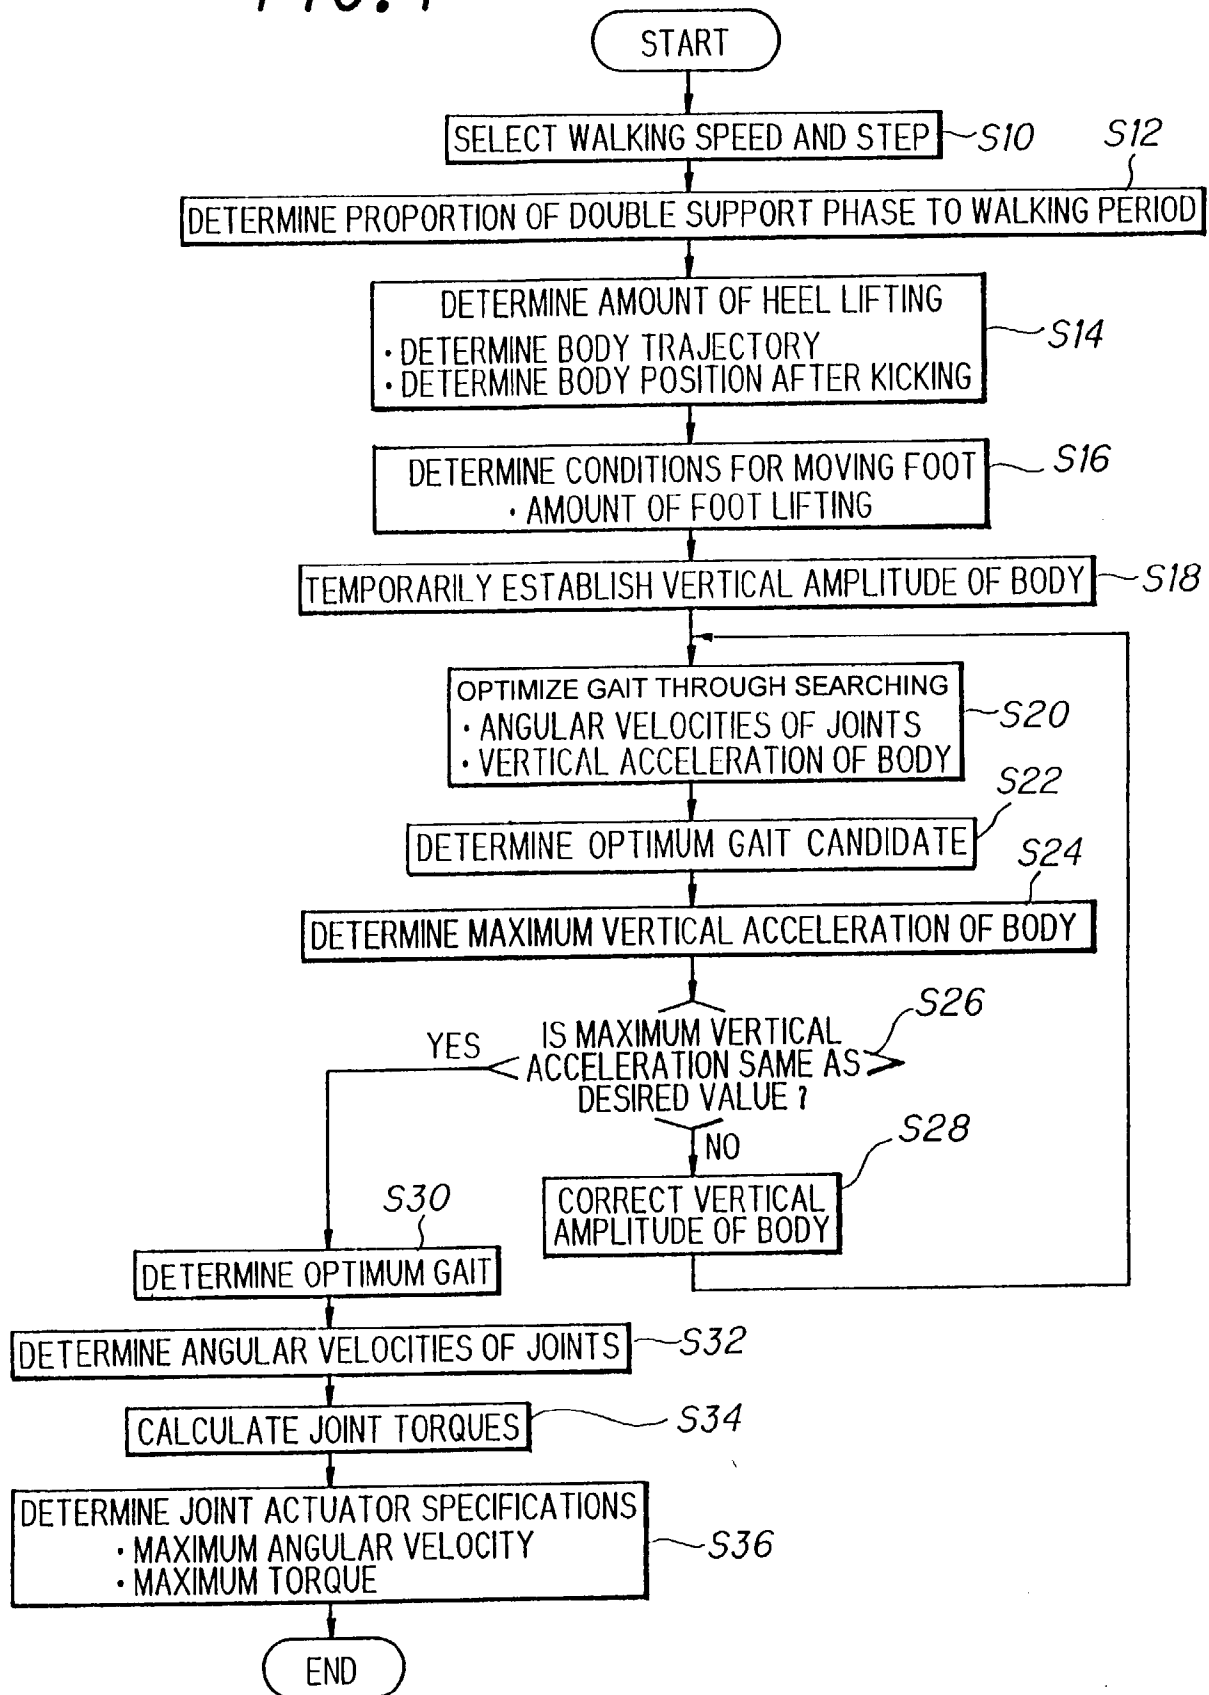 START
SELECT WALKING SPEED AND STEP
S10
S12
DETERMINE PROPORTION OF DOUBLE SUPPORT PHASE TO WALKING PERIOD
DETERMINE AMOUNT OF HEEL LIFTING
· DETERMINE BODY TRAJECTORY
· DETERMINE BODY POSITION AFTER KICKING
S14
DETERMINE CONDITIONS FOR MOVING FOOT
· AMOUNT OF FOOT LIFTING
S16
TEMPORARILY ESTABLISH VERTICAL AMPLITUDE OF BODY
S18
OPTIMIZE GAIT THROUGH SEARCHING
· ANGULAR VELOCITIES OF JOINTS
· VERTICAL ACCELERATION OF BODY
S20
S22
DETERMINE OPTIMUM GAIT CANDIDATE
S24
DETERMINE MAXIMUM VERTICAL ACCELERATION OF BODY
S26
IS MAXIMUM VERTICAL
ACCELERATION SAME AS
DESIRED VALUE ?
YES
NO
S28
CORRECT VERTICAL
AMPLITUDE OF BODY
S30
DETERMINE OPTIMUM GAIT
DETERMINE ANGULAR VELOCITIES OF JOINTS
S32
CALCULATE JOINT TORQUES
S34
DETERMINE JOINT ACTUATOR SPECIFICATIONS
· MAXIMUM ANGULAR VELOCITY
· MAXIMUM TORQUE
S36
END